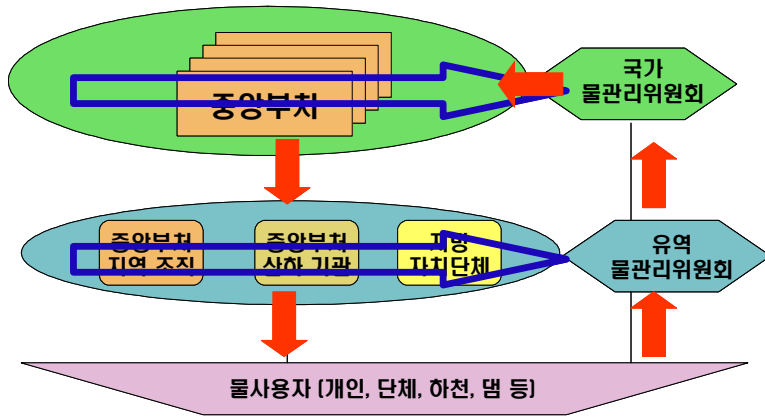 국가
물관리위원회
중앙부처
중앙부처
지역 조직
중앙부처
산하 기관
지방
자치단체
유역
물관리위원회
물사용자 (개인, 단체, 하천, 댐 등)